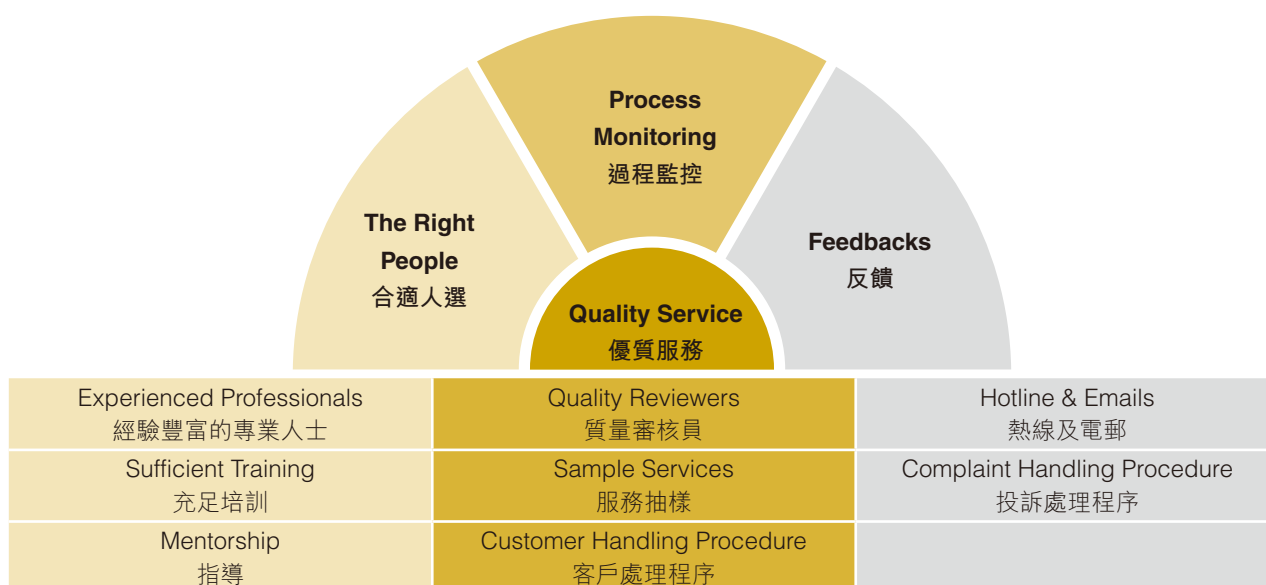 Process
Monitoring
過程監控
The Right
People
合適人選
Feedbacks
反饋
Quality Service
優質服務
Experienced Professionals
經驗豐富的專業人士
Quality Reviewers
質量審核員
Hotline & Emails
熱線及電郵
Sufficient Training
充足培訓
Sample Services
服務抽樣
Complaint Handling Procedure
投訴處理程序
Mentorship
指導
Customer Handling Procedure
客戶處理程序